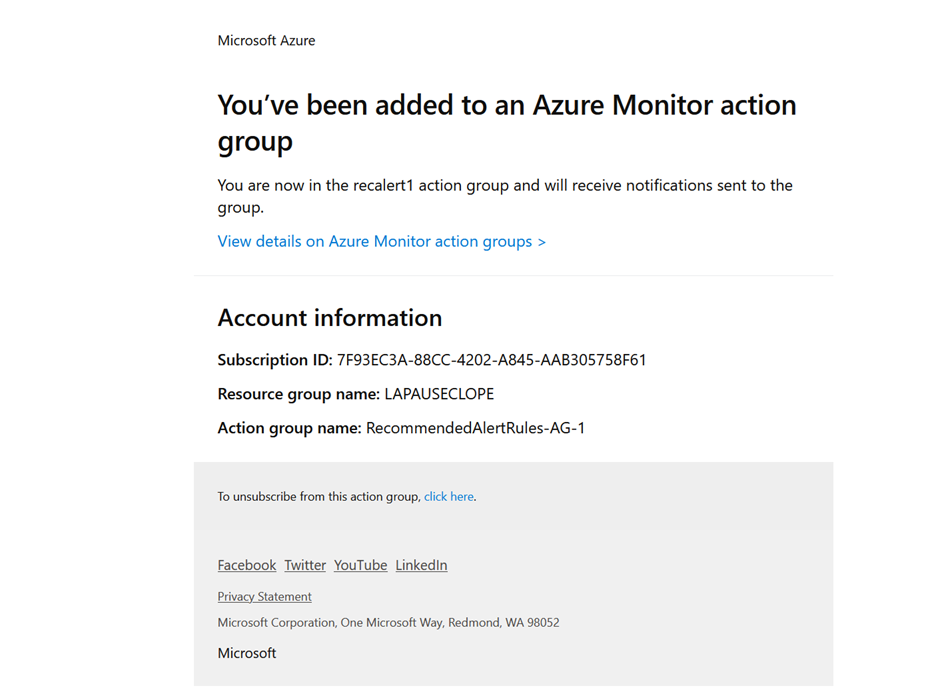 Microsoft Azure
You’ve been added to an Azure Monitor action
group
You are now in the recalert1 action group and will receive notifications sent to the
group.
View details on Azure Monitor action groups >
Account information
Subscription ID: 7F93EC3A-88CC-4202-A845-AAB305758F61
Resource group name: LAPAUSECLOPE
Action group name: RecommendedAlertRules-AG-1
To unsubscribe from this action group, click here.
Facebook Twitter YouTube LinkedIn
Privacy Statement
Microsoft Corporation, One Microsoft Way, Redmond, WA 98052
Microsoft